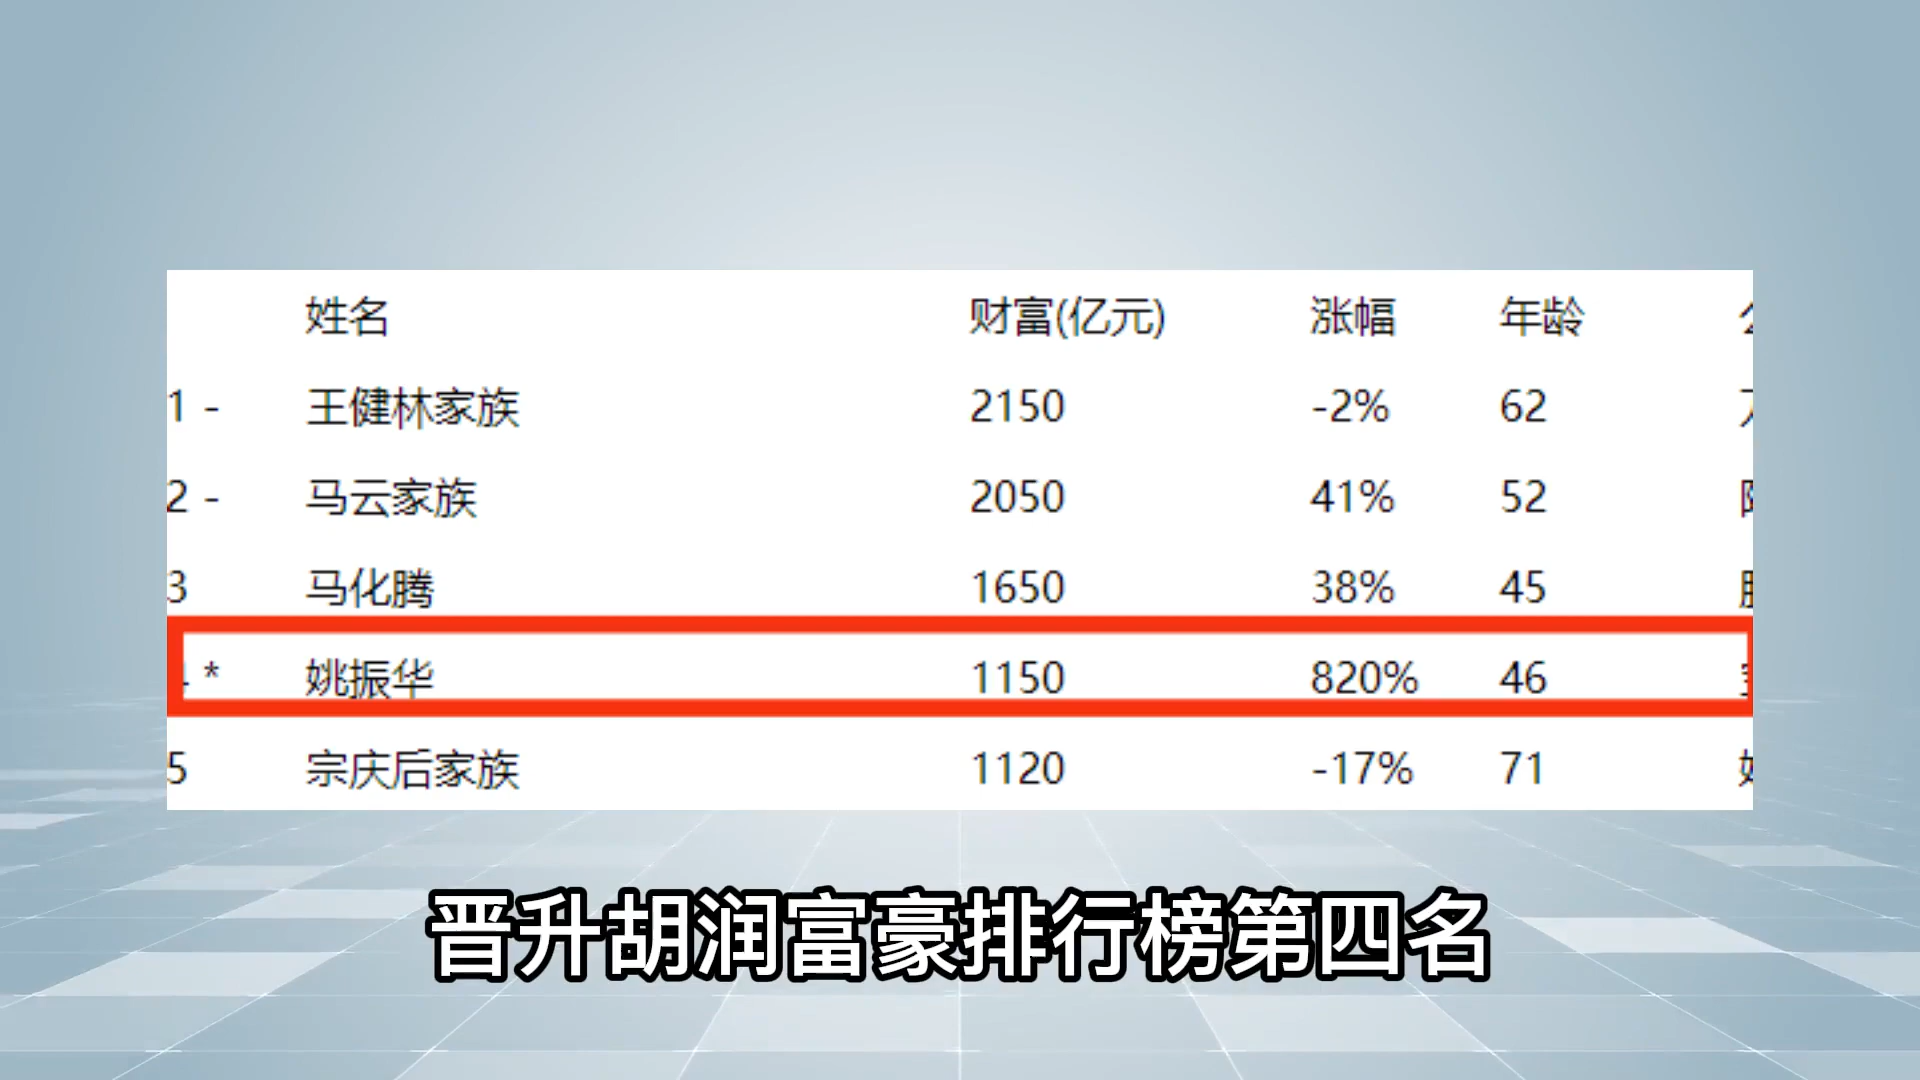 姓名 财富(亿元) 涨幅 年龄
1 - 王健林家族 2150 -2% 62
2 - 马云家族 2050 41% 52
3 马化腾 1650 38% 45
* 姚振华 1150 820% 46
5 宗庆后家族 1120 -17% 71
晋升胡润富豪排行榜第四名